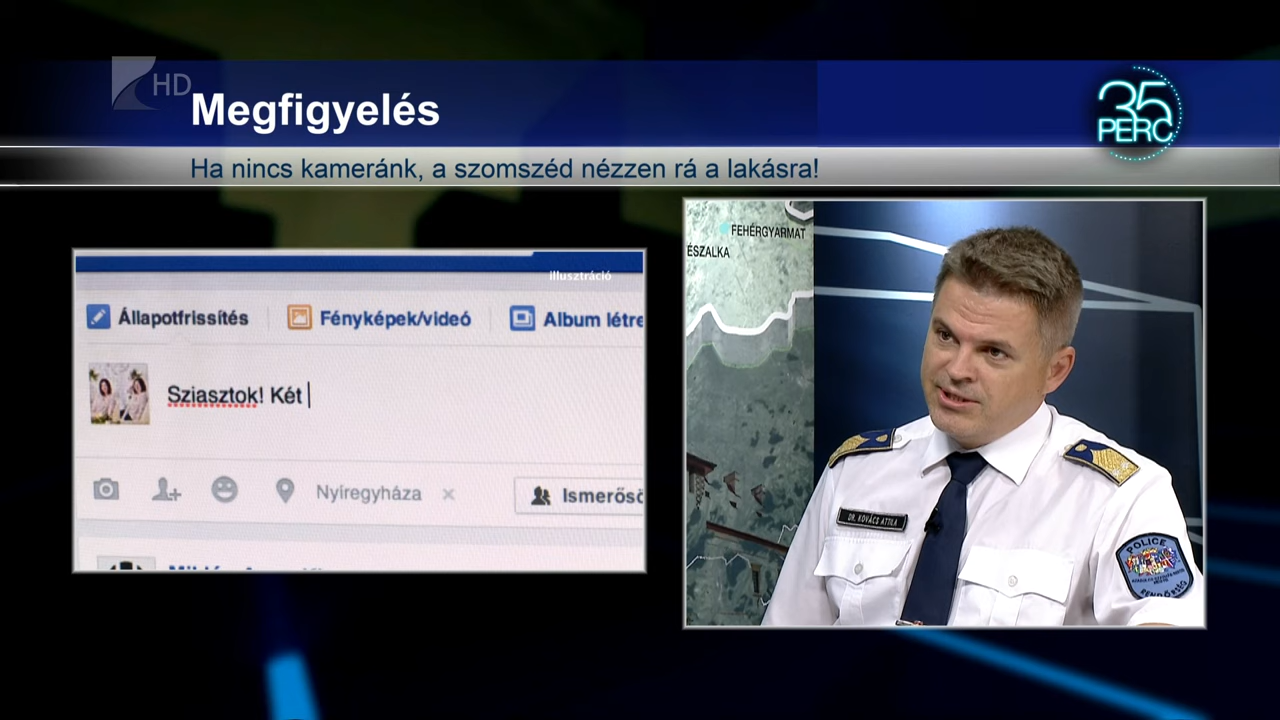 HD
Megfigyelés
35
PERC
Ha nincs kameránk, a szomszéd nézzen rá a lakásra!
illusztráció
Állapotfrissítés
Fényképek/videó
Album létre
Sziasztok! Két
Nyíregyháza ×
Ismerősö
FEHÉRGYARMAT
ÉSZALKA
DR. KOVÁCS ATTILA
POLICE
RENDŐRSÉG